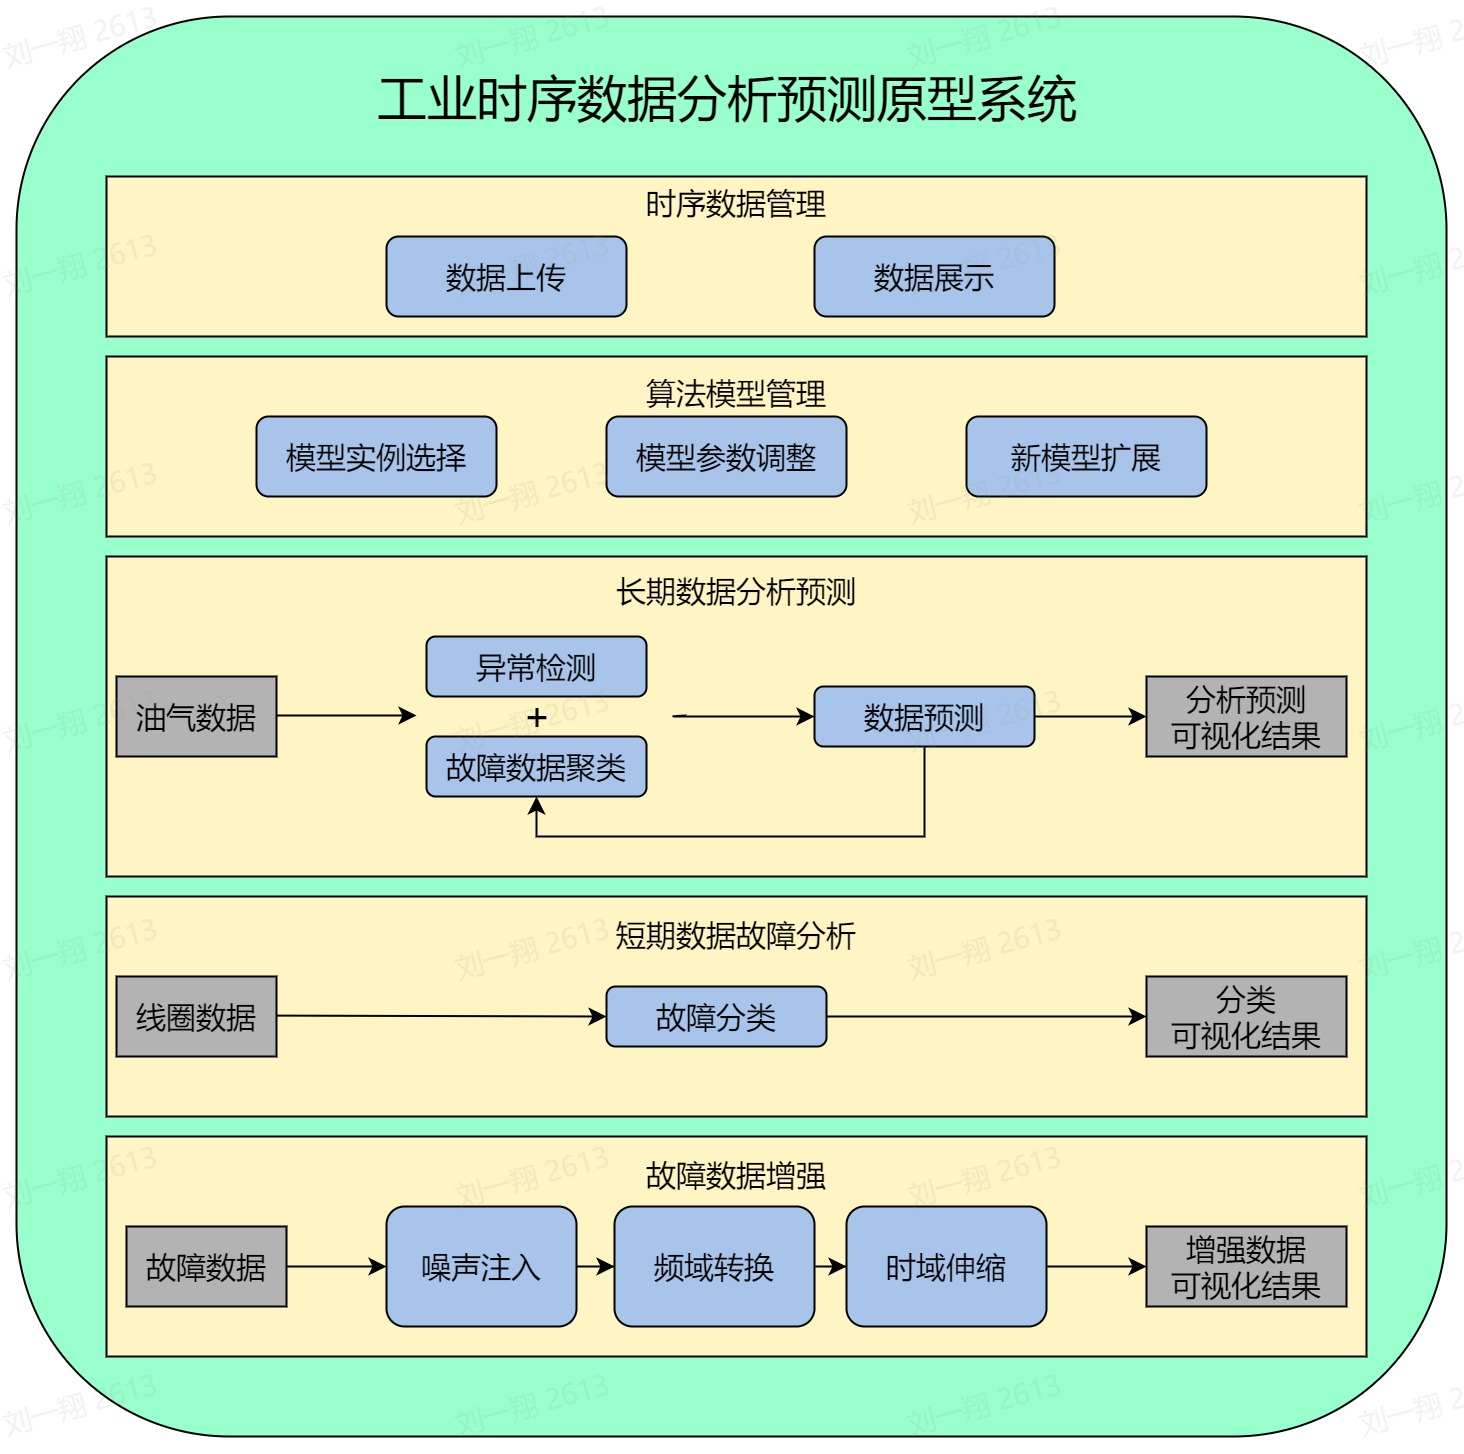 工业时序数据分析预测原型系统
时序数据管理
数据上传
数据展示
算法模型管理
模型实例选择
模型参数调整
新模型扩展
长期数据分析预测
油气数据
异常检测
+
故障数据聚类
数据预测
分析预测
可视化结果
短期数据故障分析
线圈数据
故障分类
分类
可视化结果
故障数据增强
故障数据
噪声注入
频域转换
时域伸缩
增强数据
可视化结果
刘一翔 2613